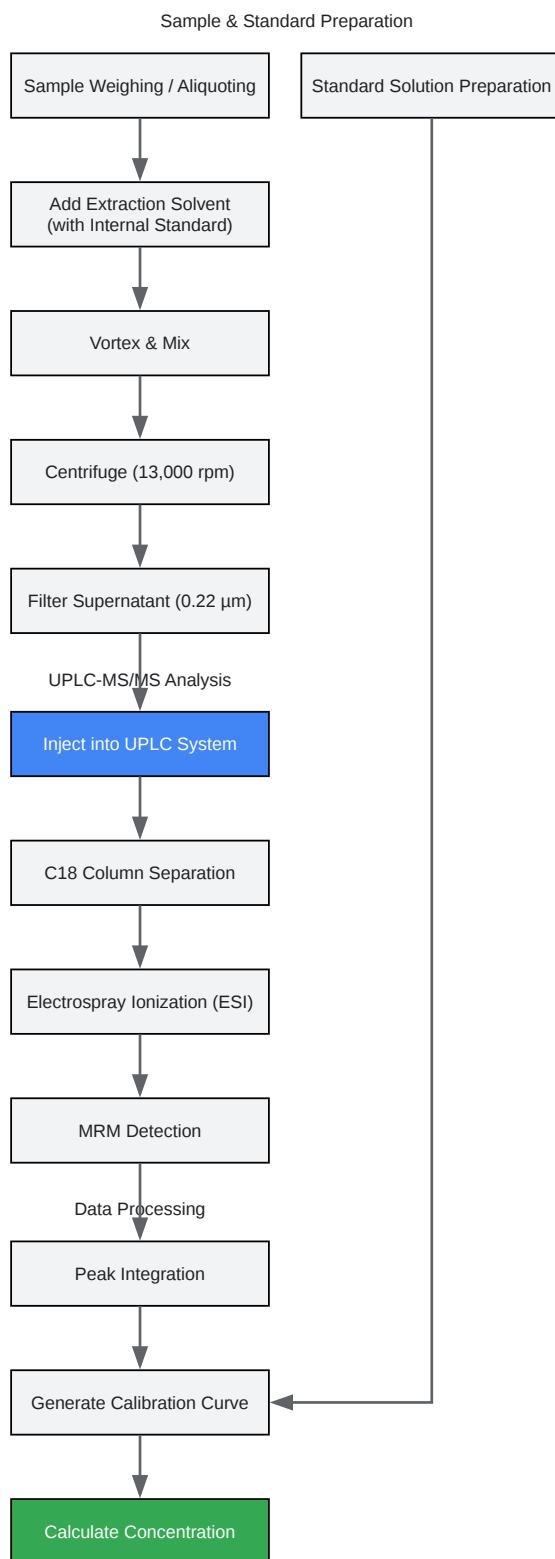 Sample & Standard Preparation
Sample Weighing / Aliquoting
Standard Solution Preparation
Add Extraction Solvent
(with Internal Standard)
Vortex & Mix
Centrifuge (13,000 rpm)
Filter Supernatant (0.22 µm)
UPLC-MS/MS Analysis
Inject into UPLC System
C18 Column Separation
Electrospray Ionization (ESI)
MRM Detection
Data Processing
Peak Integration
Generate Calibration Curve
Calculate Concentration